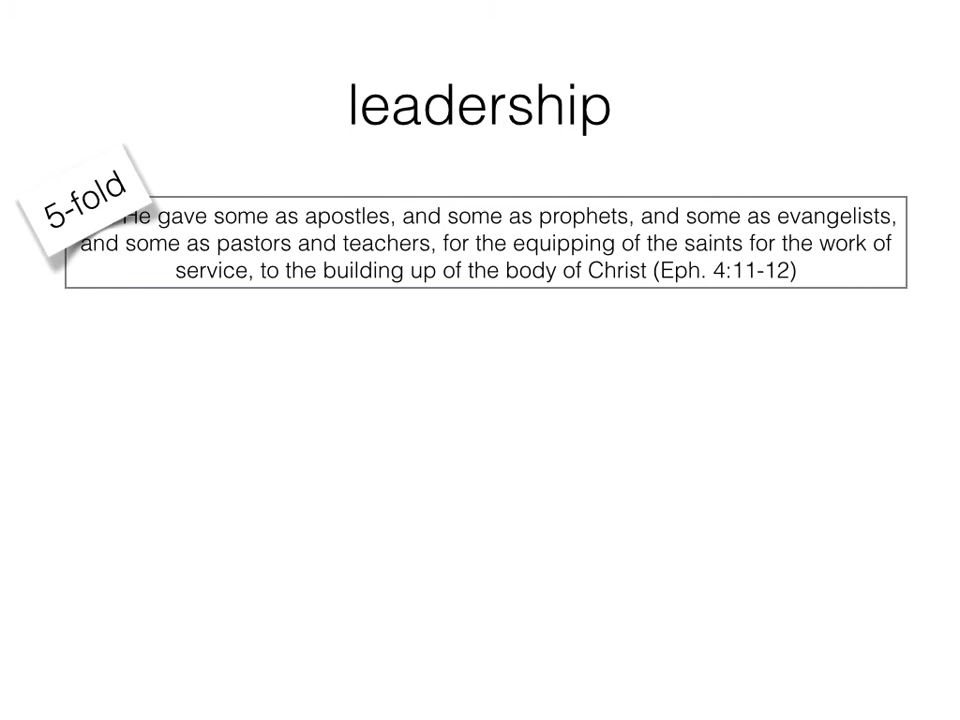 leadership
5-fold
He gave some as apostles, and some as prophets, and some as evangelists,
and some as pastors and teachers, for the equipping of the saints for the work of
service, to the building up of the body of Christ (Eph. 4:11-12)